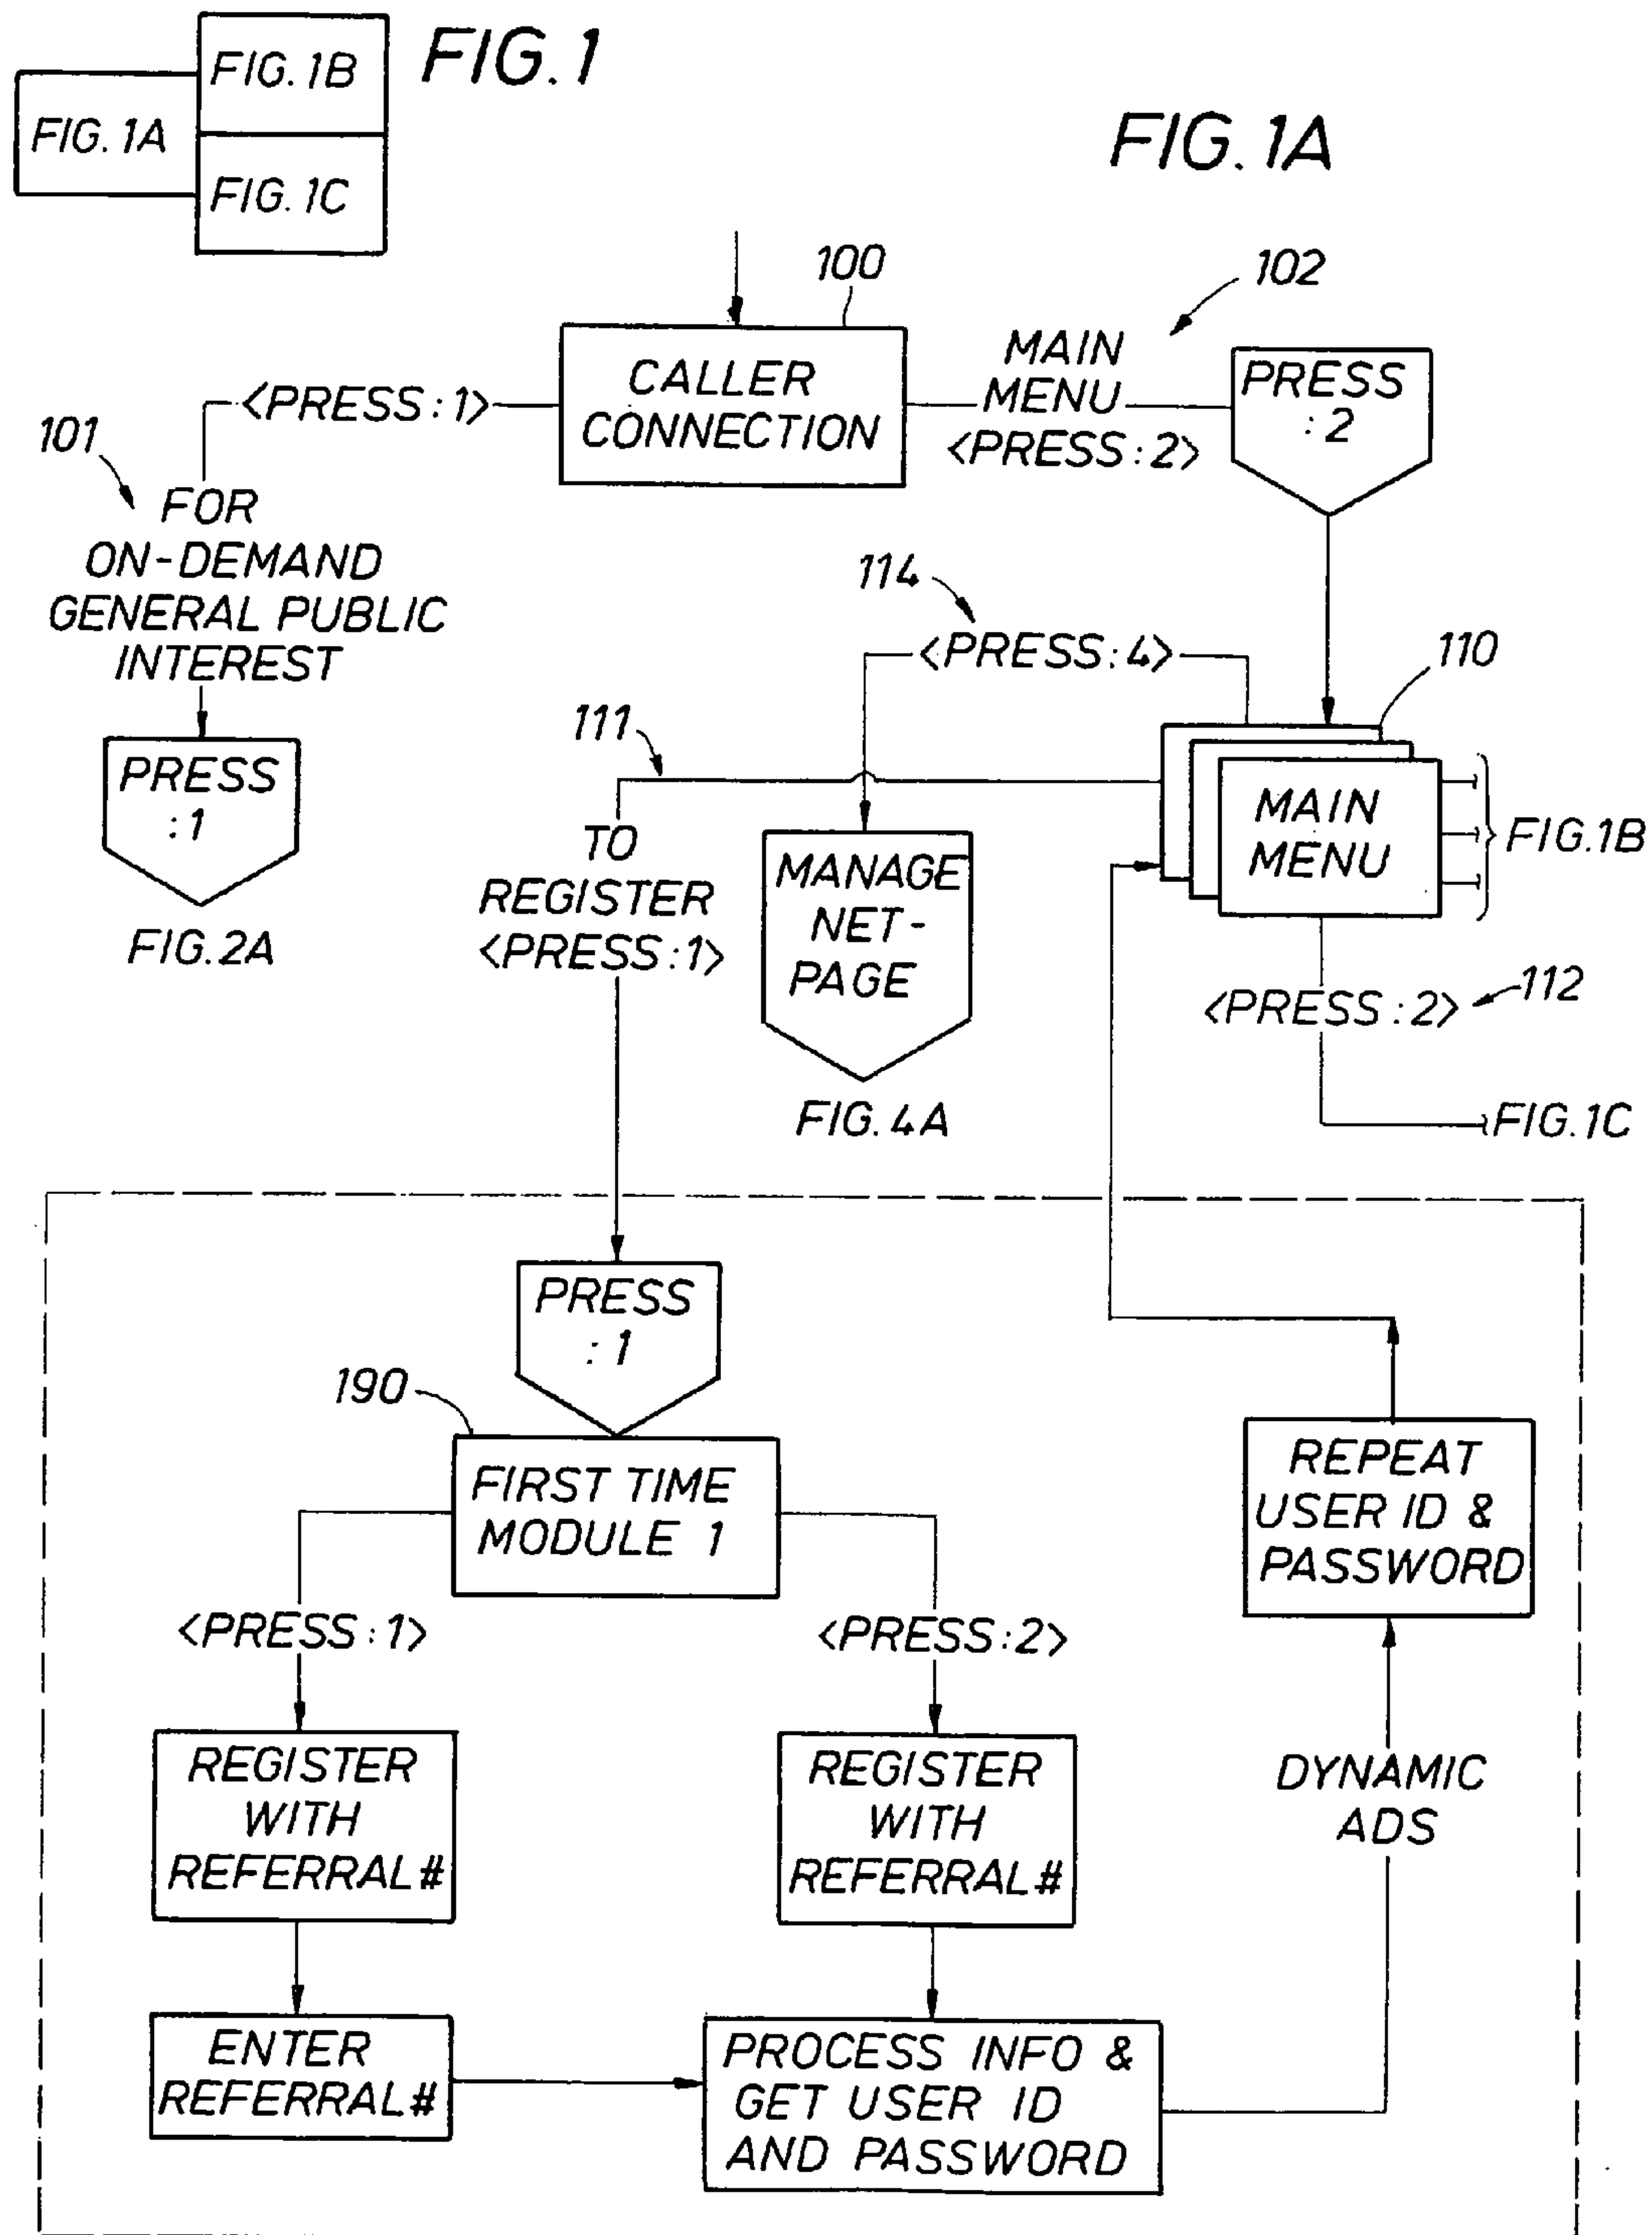 FIG. 1
FIG. 1B
FIG. 1A
FIG. 1C
FIG. 1A
100
102
CALLER
CONNECTION
<PRESS:1>
MAIN
MENU
<PRESS:2>
PRESS
:2
101
FOR
ON-DEMAND
GENERAL PUBLIC
INTEREST
PRESS
:1
FIG.2A
114
<PRESS:4>
110
111
MAIN
MENU
FIG.1B
TO
REGISTER
<PRESS:1>
MANAGE
NET-
PAGE
FIG.4A
<PRESS:2>
112
FIG.1C
PRESS
:1
190
FIRST TIME
MODULE 1
<PRESS:1>
<PRESS:2>
REGISTER
WITH
REFERRAL#
REGISTER
WITH
REFERRAL#
ENTER
REFERRAL#
PROCESS INFO &
GET USER ID
AND PASSWORD
DYNAMIC
ADS
REPEAT
USER ID &
PASSWORD